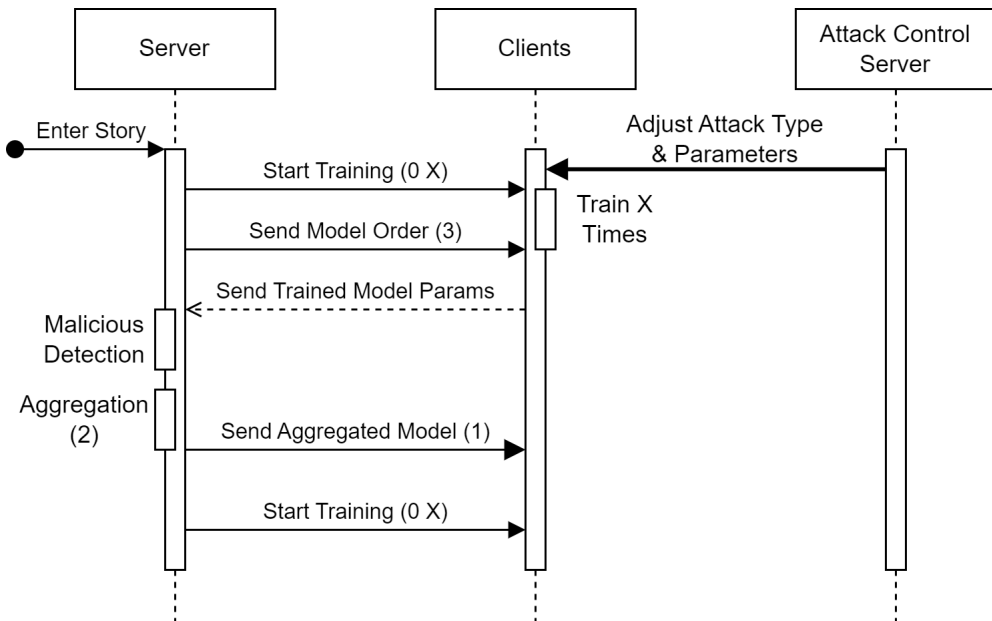 Server
Clients
Attack Control
Server
Enter Story
Adjust Attack Type
& Parameters
Start Training (0 X)
Train X
Times
Send Model Order (3)
Send Trained Model Params
Malicious
Detection
Aggregation
(2)
Send Aggregated Model (1)
Start Training (0 X)